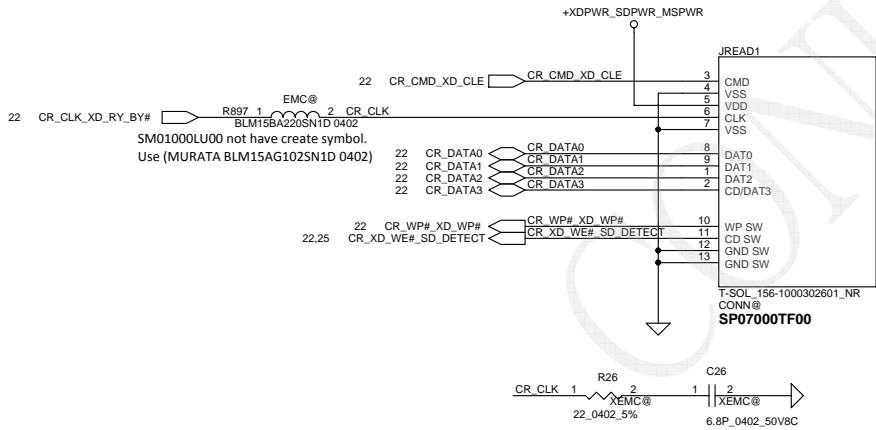 +XDPWR_SDPWR_MSPWR
JREAD1
22 CR_CMD_XD_CLE CR_CMD_XD_CLE 3 CMD
4 VSS
5 VDD
22 CR_CLK_XD_RY_BY# R897 1 EMC@ 2 CR_CLK 6 CLK
BLM15BA220SN1D 0402 7 VSS
SM01000LU00 not have create symbol.
Use (MURATA BLM15AG102SN1D 0402)
22 CR_DATA0 CR_DATA0 8 DAT0
22 CR_DATA1 CR_DATA1 9 DAT1
22 CR_DATA2 CR_DATA2 1 DAT2
22 CR_DATA3 CR_DATA3 2 CD/DAT3
22 CR_WP#_XD_WP# CR_WP#_XD_WP# 10 WP SW
22,25 CR_XD_WE#_SD_DETECT CR_XD_WE#_SD_DETECT 11 CD SW
12 GND SW
13 GND SW
T-SOL_156-1000302601_NR
CONN@
SP07000TF00
CR_CLK 1 R26 2 1 C26 2
XEMC@ XEMC@
22_0402_5% 6.8P_0402_50V8C
CON